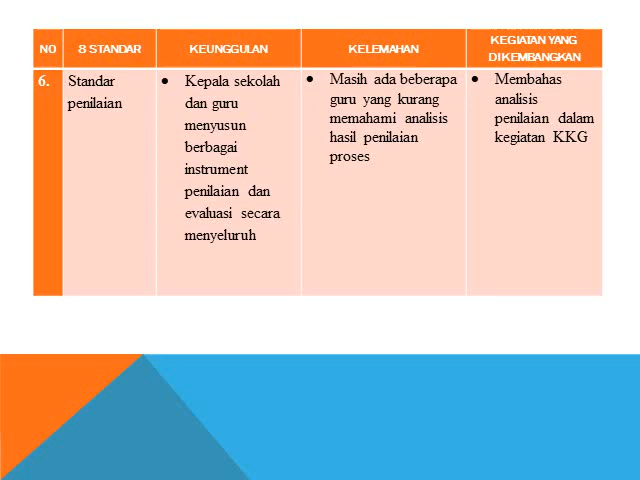 NO
8 STANDAR
KEUNGGULAN
KELEMAHAN
KEGIATAN YANG
DIKEMBANGKAN
6.
Standar
penilaian
• Kepala sekolah
dan guru
menyusun
berbagai
instrument
penilaian dan
evaluasi secara
menyeluruh
• Masih ada beberapa
guru yang kurang
memahami analisis
hasil penilaian
proses
• Membahas
analisis
penilaian dalam
kegiatan KKG